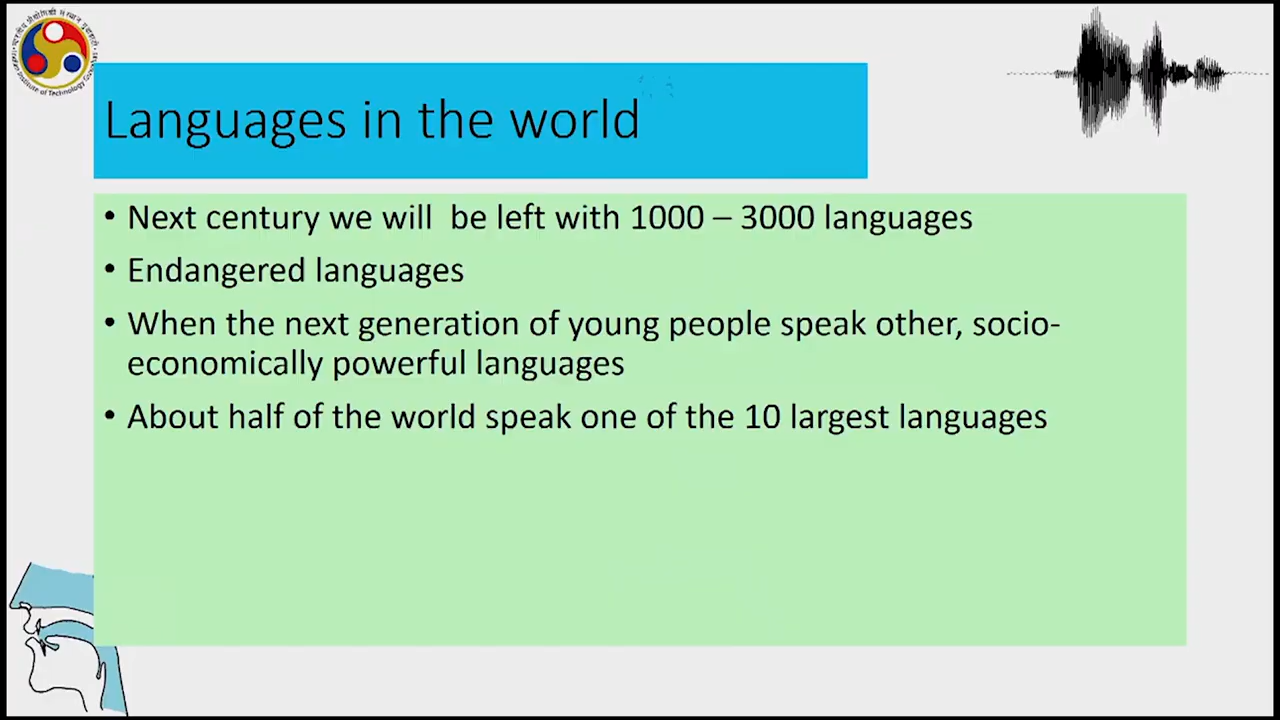 Languages in the world
• Next century we will be left with 1000 – 3000 languages
• Endangered languages
• When the next generation of young people speak other, socio-
economically powerful languages
• About half of the world speak one of the 10 largest languages